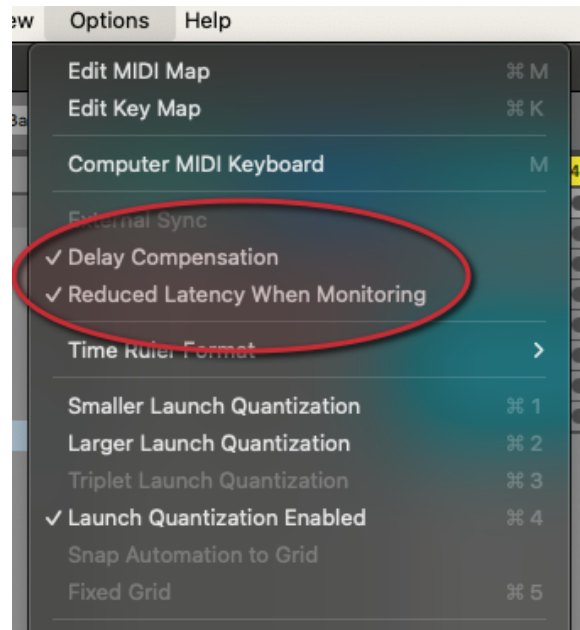 Options Help
Edit MIDI Map ⌘ M
Edit Key Map ⌘ K
Computer MIDI Keyboard M
External Sync
✓ Delay Compensation
✓ Reduced Latency When Monitoring
Time Ruler Format >
Smaller Launch Quantization ⌘ 1
Larger Launch Quantization ⌘ 2
Triplet Launch Quantization ⌘ 3
✓ Launch Quantization Enabled ⌘ 4
Snap Automation to Grid
Fixed Grid ⌘ 5